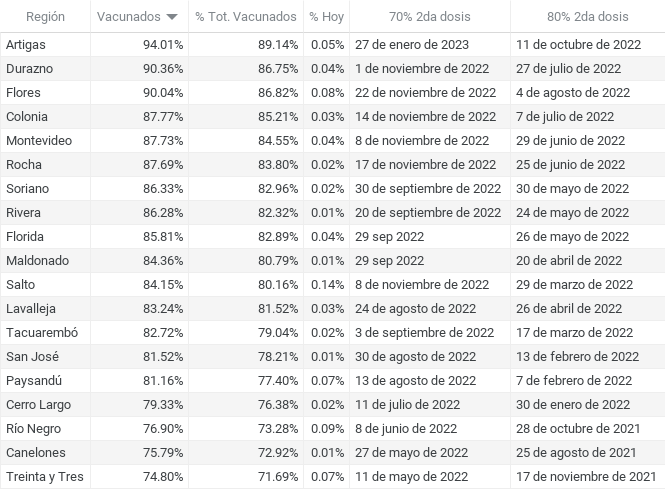 Región Vacunados % Tot. Vacunados % Hoy 70% 2da dosis 80% 2da dosis
Artigas 94.01% 89.14% 0.05% 27 de enero de 2023 11 de octubre de 2022
Durazno 90.36% 86.75% 0.04% 1 de noviembre de 2022 27 de julio de 2022
Flores 90.04% 86.82% 0.08% 22 de noviembre de 2022 4 de agosto de 2022
Colonia 87.77% 85.21% 0.03% 14 de noviembre de 2022 7 de julio de 2022
Montevideo 87.73% 84.55% 0.04% 8 de noviembre de 2022 29 de junio de 2022
Rocha 87.69% 83.80% 0.02% 17 de noviembre de 2022 25 de junio de 2022
Soriano 86.33% 82.96% 0.02% 30 de septiembre de 2022 30 de mayo de 2022
Rivera 86.28% 82.32% 0.01% 20 de septiembre de 2022 24 de mayo de 2022
Florida 85.81% 82.89% 0.04% 29 sep 2022 26 de mayo de 2022
Maldonado 84.36% 80.79% 0.01% 29 sep 2022 20 de abril de 2022
Salto 84.15% 80.16% 0.14% 8 de noviembre de 2022 29 de marzo de 2022
Lavalleja 83.24% 81.52% 0.03% 24 de agosto de 2022 26 de abril de 2022
Tacuarembó 82.72% 79.04% 0.02% 3 de septiembre de 2022 17 de marzo de 2022
San José 81.52% 78.21% 0.01% 30 de agosto de 2022 13 de febrero de 2022
Paysandú 81.16% 77.40% 0.07% 13 de agosto de 2022 7 de febrero de 2022
Cerro Largo 79.33% 76.38% 0.02% 11 de julio de 2022 30 de enero de 2022
Río Negro 76.90% 73.28% 0.09% 8 de junio de 2022 28 de octubre de 2021
Canelones 75.79% 72.92% 0.01% 27 de mayo de 2022 25 de agosto de 2021
Treinta y Tres 74.80% 71.69% 0.07% 11 de mayo de 2022 17 de noviembre de 2021